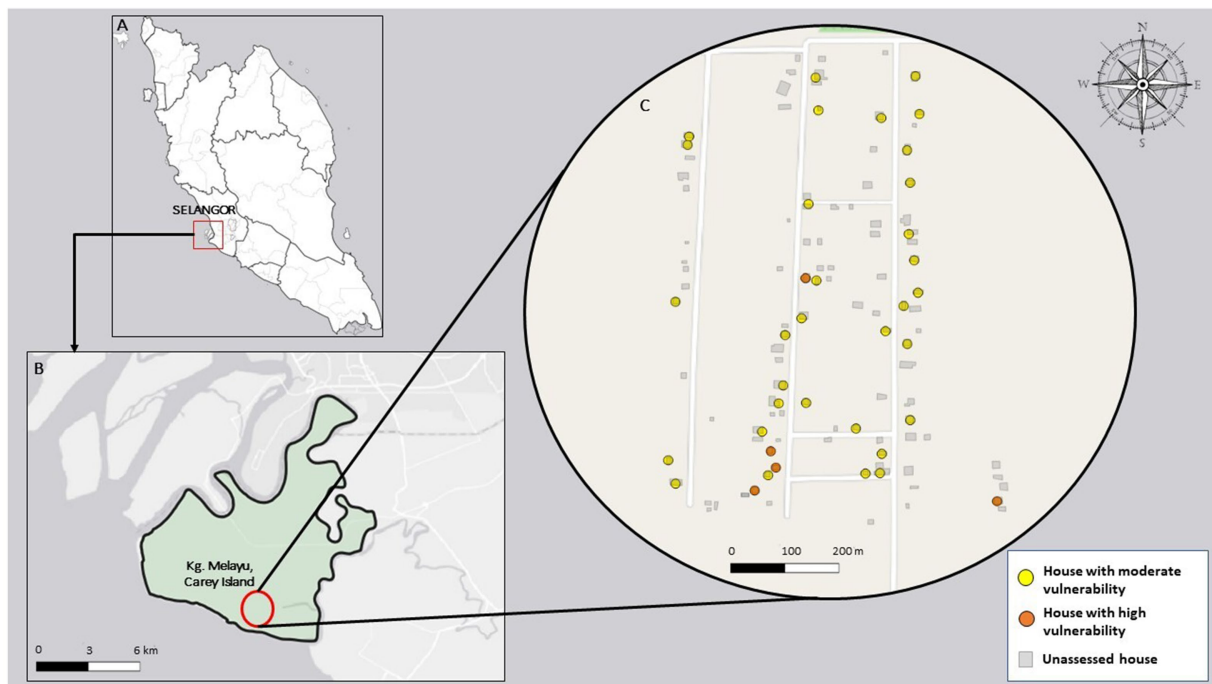 A
SELANGOR
B
Kg. Melayu,
Carey Island
0 3 6 km
C
0 100 200 m
N
W E
S
House with moderate
vulnerability
House with high
vulnerability
Unassessed house